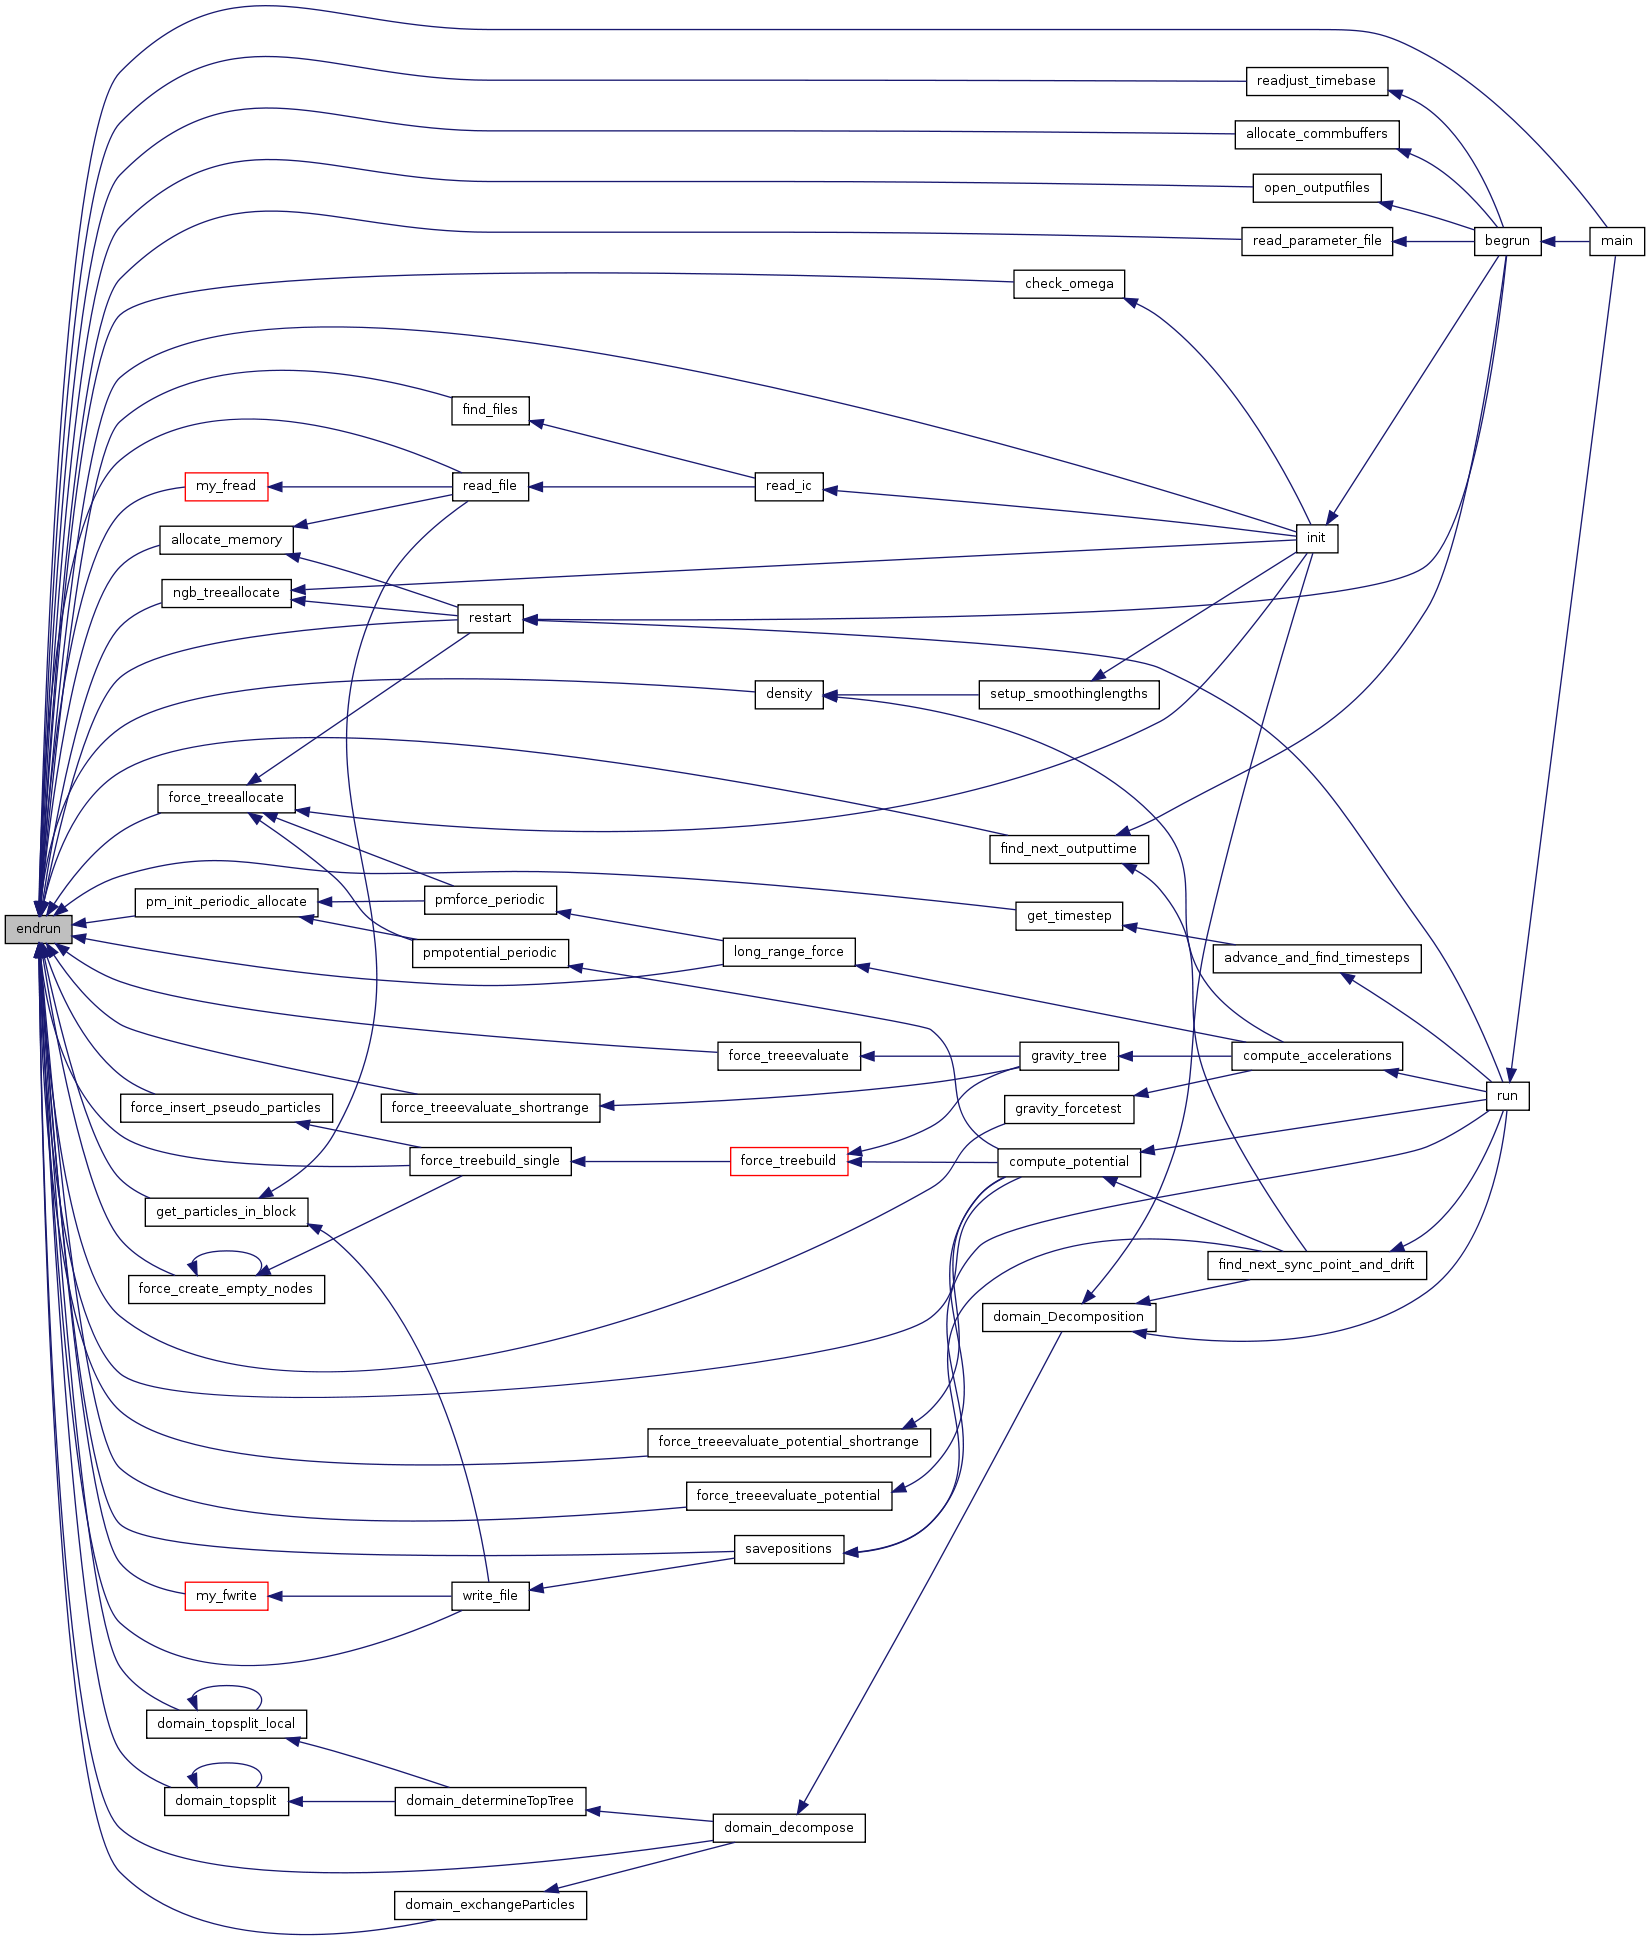 readjust_timebase
allocate_commbuffers
open_outputfiles
read_parameter_file
begrun
main
check_omega
find_files
my_fread
read_file
read_ic
allocate_memory
init
ngb_treeallocate
restart
density
setup_smoothinglengths
force_treeallocate
find_next_outputtime
pm_init_periodic_allocate
pmforce_periodic
get_timestep
endrun
pmpotential_periodic
long_range_force
advance_and_find_timesteps
force_treeevaluate
gravity_tree
compute_accelerations
run
force_insert_pseudo_particles
force_treeevaluate_shortrange
gravity_forcetest
force_treebuild_single
force_treebuild
compute_potential
get_particles_in_block
find_next_sync_point_and_drift
force_create_empty_nodes
domain_Decomposition
force_treeevaluate_potential_shortrange
force_treeevaluate_potential
savepositions
my_fwrite
write_file
domain_topsplit_local
domain_topsplit
domain_determineTopTree
domain_decompose
domain_exchangeParticles